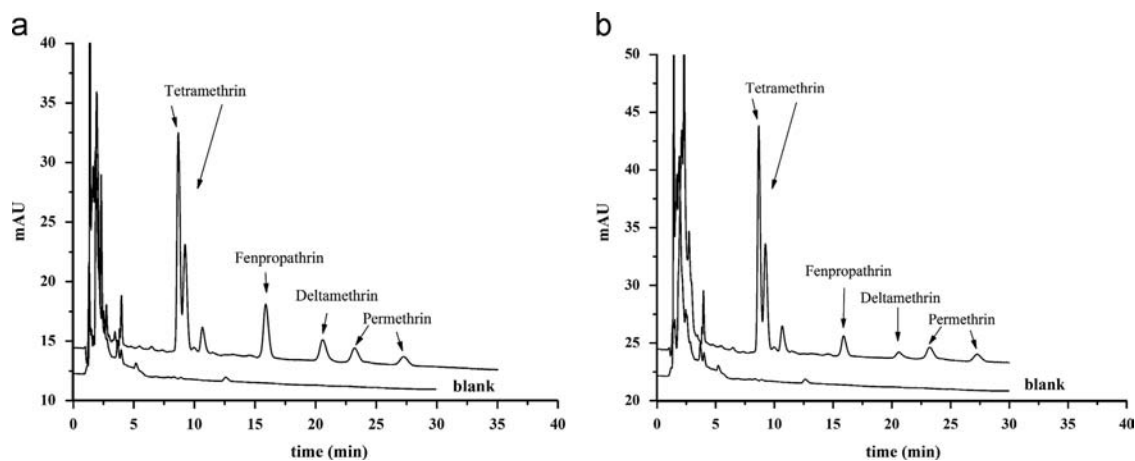 a
40
35
30
25
20
15
10
mAU
Tetramethrin
Fenpropathrin
Deltamethrin
Permethrin
blank
0 5 10 15 20 25 30 35 40
time (min)
b
50
45
40
35
30
25
20
mAU
Tetramethrin
Fenpropathrin
Deltamethrin
Permethrin
blank
0 5 10 15 20 25 30 35 40
time (min)